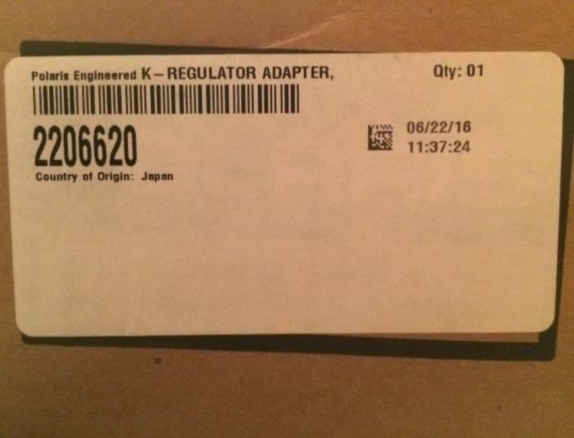 Polaris Engineered K-REGULATOR ADAPTER,
Qty: 01
2206620
06/22/16
11:37:24
Country of Origin: Japan